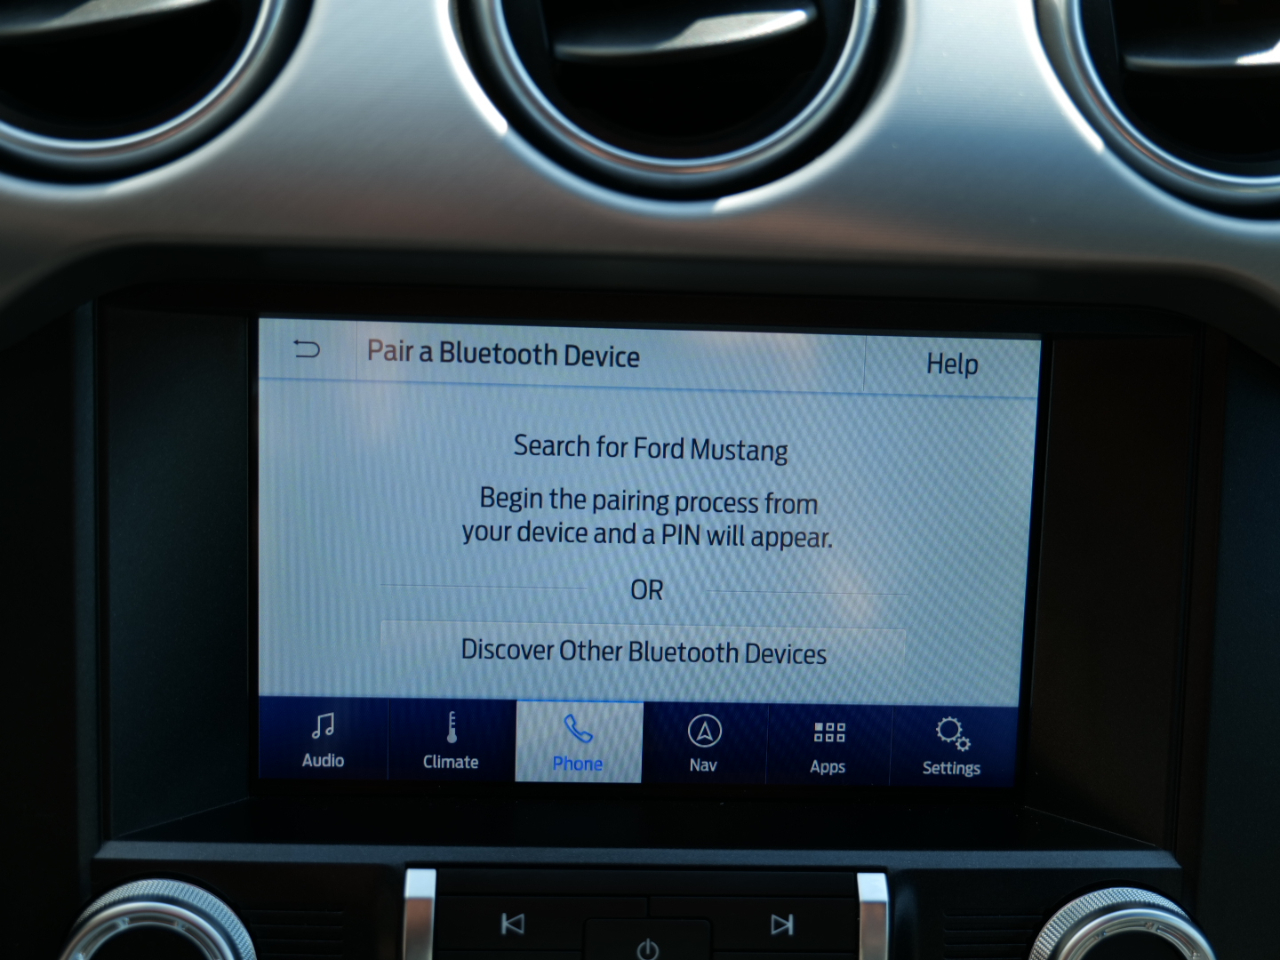 Pair a Bluetooth Device
Help
Search for Ford Mustang
Begin the pairing process from
your device and a PIN will appear.
OR
Discover Other Bluetooth Devices
Audio
Climate
Phone
Nav
Apps
Settings